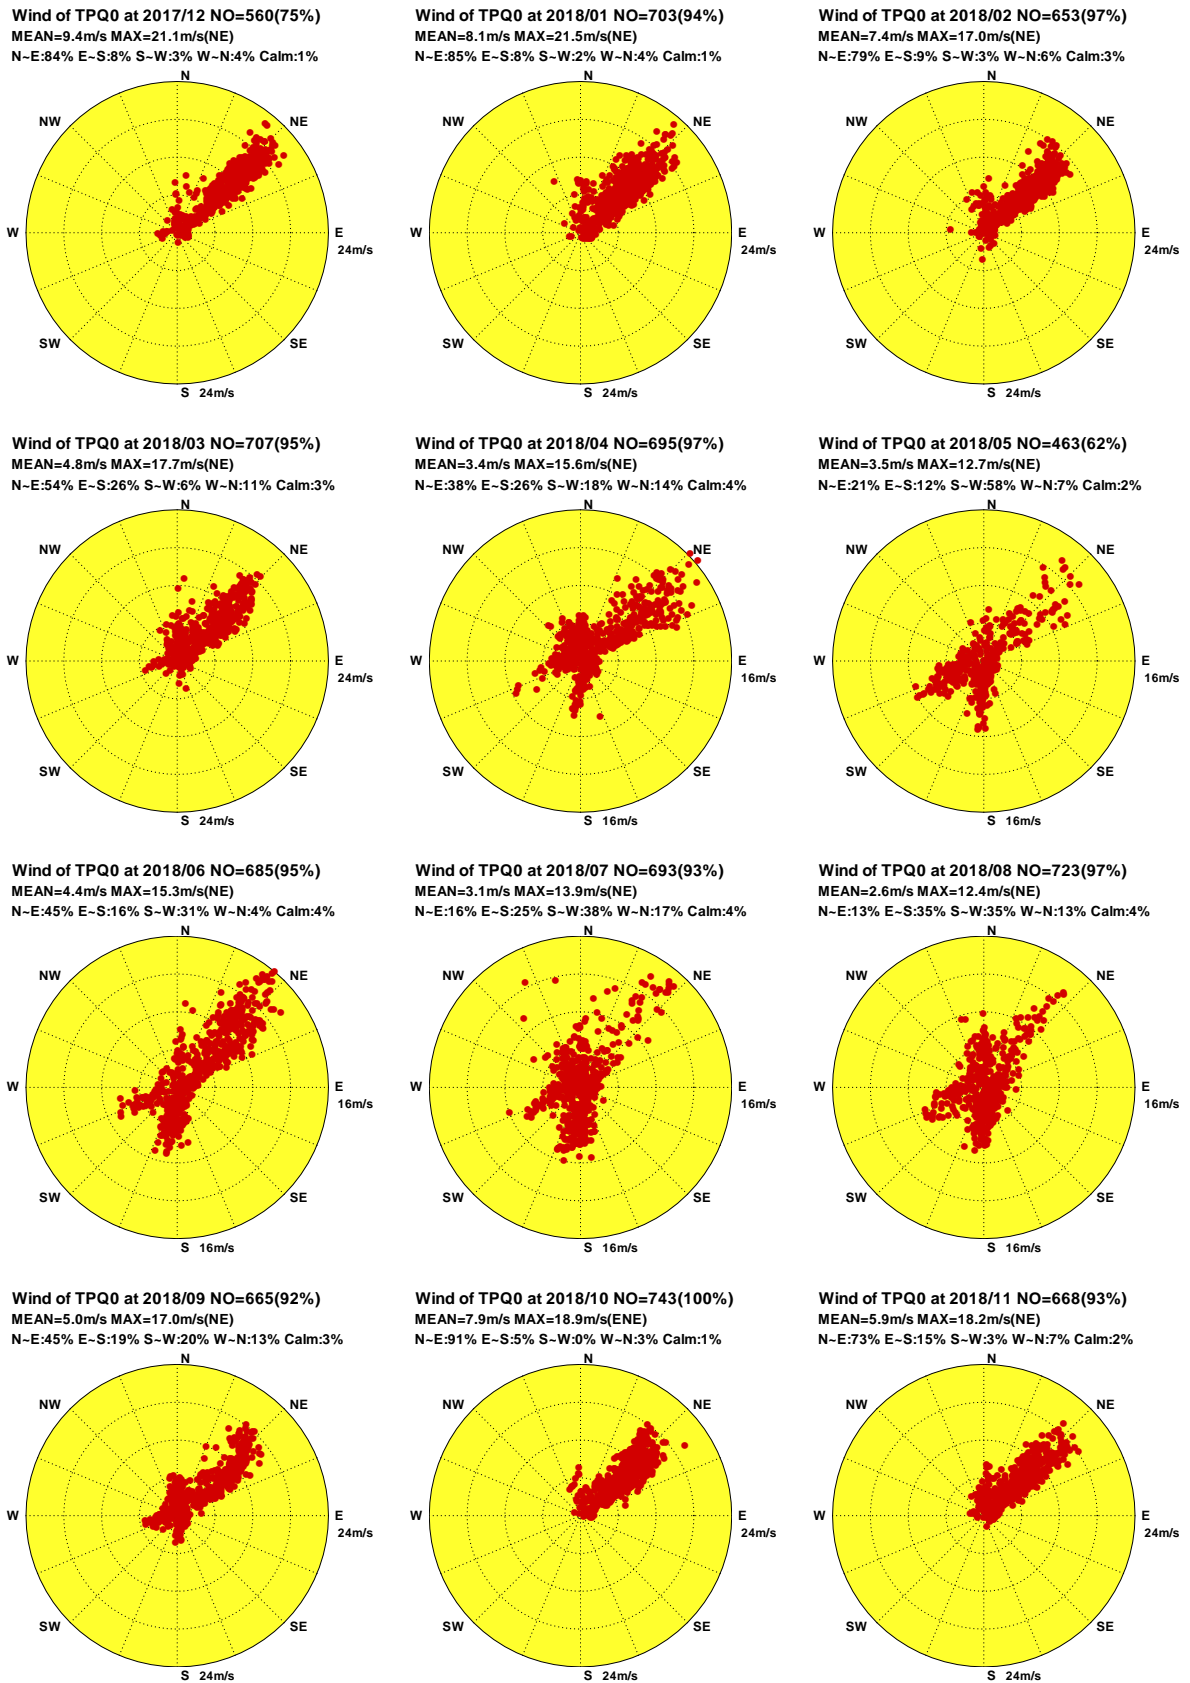 Wind of TPQ0 at 2017/12 NO=560(75%)
MEAN=9.4m/s MAX=21.1m/s(NE)
N~E:84% E~S:8% S~W:3% W~N:4% Calm:1%
N
NW
NE
W
E
24m/s
SW
SE
S 24m/s
Wind of TPQ0 at 2018/01 NO=703(94%)
MEAN=8.1m/s MAX=21.5m/s(NE)
N~E:85% E~S:8% S~W:2% W~N:4% Calm:1%
N
NW
NE
W
E
24m/s
SW
SE
S 24m/s
Wind of TPQ0 at 2018/02 NO=653(97%)
MEAN=7.4m/s MAX=17.0m/s(NE)
N~E:79% E~S:9% S~W:3% W~N:6% Calm:3%
N
NW
NE
W
E
24m/s
SW
SE
S 24m/s
Wind of TPQ0 at 2018/03 NO=707(95%)
MEAN=4.8m/s MAX=17.7m/s(NE)
N~E:54% E~S:26% S~W:6% W~N:11% Calm:3%
N
NW
NE
W
E
24m/s
SW
SE
S 24m/s
Wind of TPQ0 at 2018/04 NO=695(97%)
MEAN=3.4m/s MAX=15.6m/s(NE)
N~E:38% E~S:26% S~W:18% W~N:14% Calm:4%
N
NW
NE
W
E
16m/s
SW
SE
S 16m/s
Wind of TPQ0 at 2018/05 NO=463(62%)
MEAN=3.5m/s MAX=12.7m/s(NE)
N~E:21% E~S:12% S~W:58% W~N:7% Calm:2%
N
NW
NE
W
E
16m/s
SW
SE
S 16m/s
Wind of TPQ0 at 2018/06 NO=685(95%)
MEAN=4.4m/s MAX=15.3m/s(NE)
N~E:45% E~S:16% S~W:31% W~N:4% Calm:4%
N
NW
NE
W
E
16m/s
SW
SE
S 16m/s
Wind of TPQ0 at 2018/07 NO=693(93%)
MEAN=3.1m/s MAX=13.9m/s(NE)
N~E:16% E~S:25% S~W:38% W~N:17% Calm:4%
N
NW
NE
W
E
16m/s
SW
SE
S 16m/s
Wind of TPQ0 at 2018/08 NO=723(97%)
MEAN=2.6m/s MAX=12.4m/s(NE)
N~E:13% E~S:35% S~W:35% W~N:13% Calm:4%
N
NW
NE
W
E
16m/s
SW
SE
S 16m/s
Wind of TPQ0 at 2018/09 NO=665(92%)
MEAN=5.0m/s MAX=17.0m/s(NE)
N~E:45% E~S:19% S~W:20% W~N:13% Calm:3%
N
NW
NE
W
E
24m/s
SW
SE
S 24m/s
Wind of TPQ0 at 2018/10 NO=743(100%)
MEAN=7.9m/s MAX=18.9m/s(ENE)
N~E:91% E~S:5% S~W:0% W~N:3% Calm:1%
N
NW
NE
W
E
24m/s
SW
SE
S 24m/s
Wind of TPQ0 at 2018/11 NO=668(93%)
MEAN=5.9m/s MAX=18.2m/s(NE)
N~E:73% E~S:15% S~W:3% W~N:7% Calm:2%
N
NW
NE
W
E
24m/s
SW
SE
S 24m/s